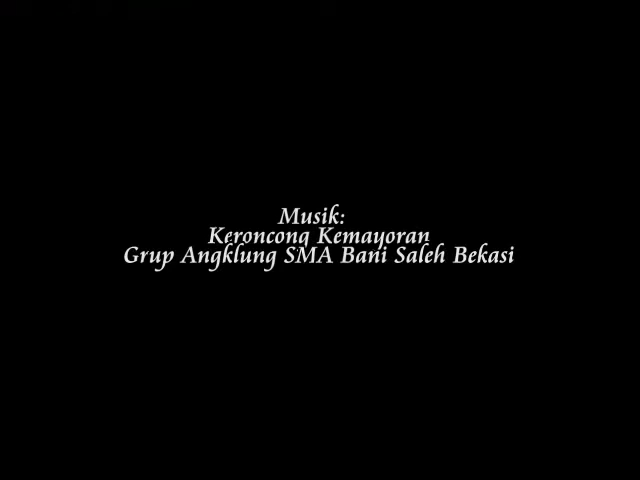 Musik:
Keroncong Kemayoran
Grup Angklung SMA Bani Saleh Bekasi